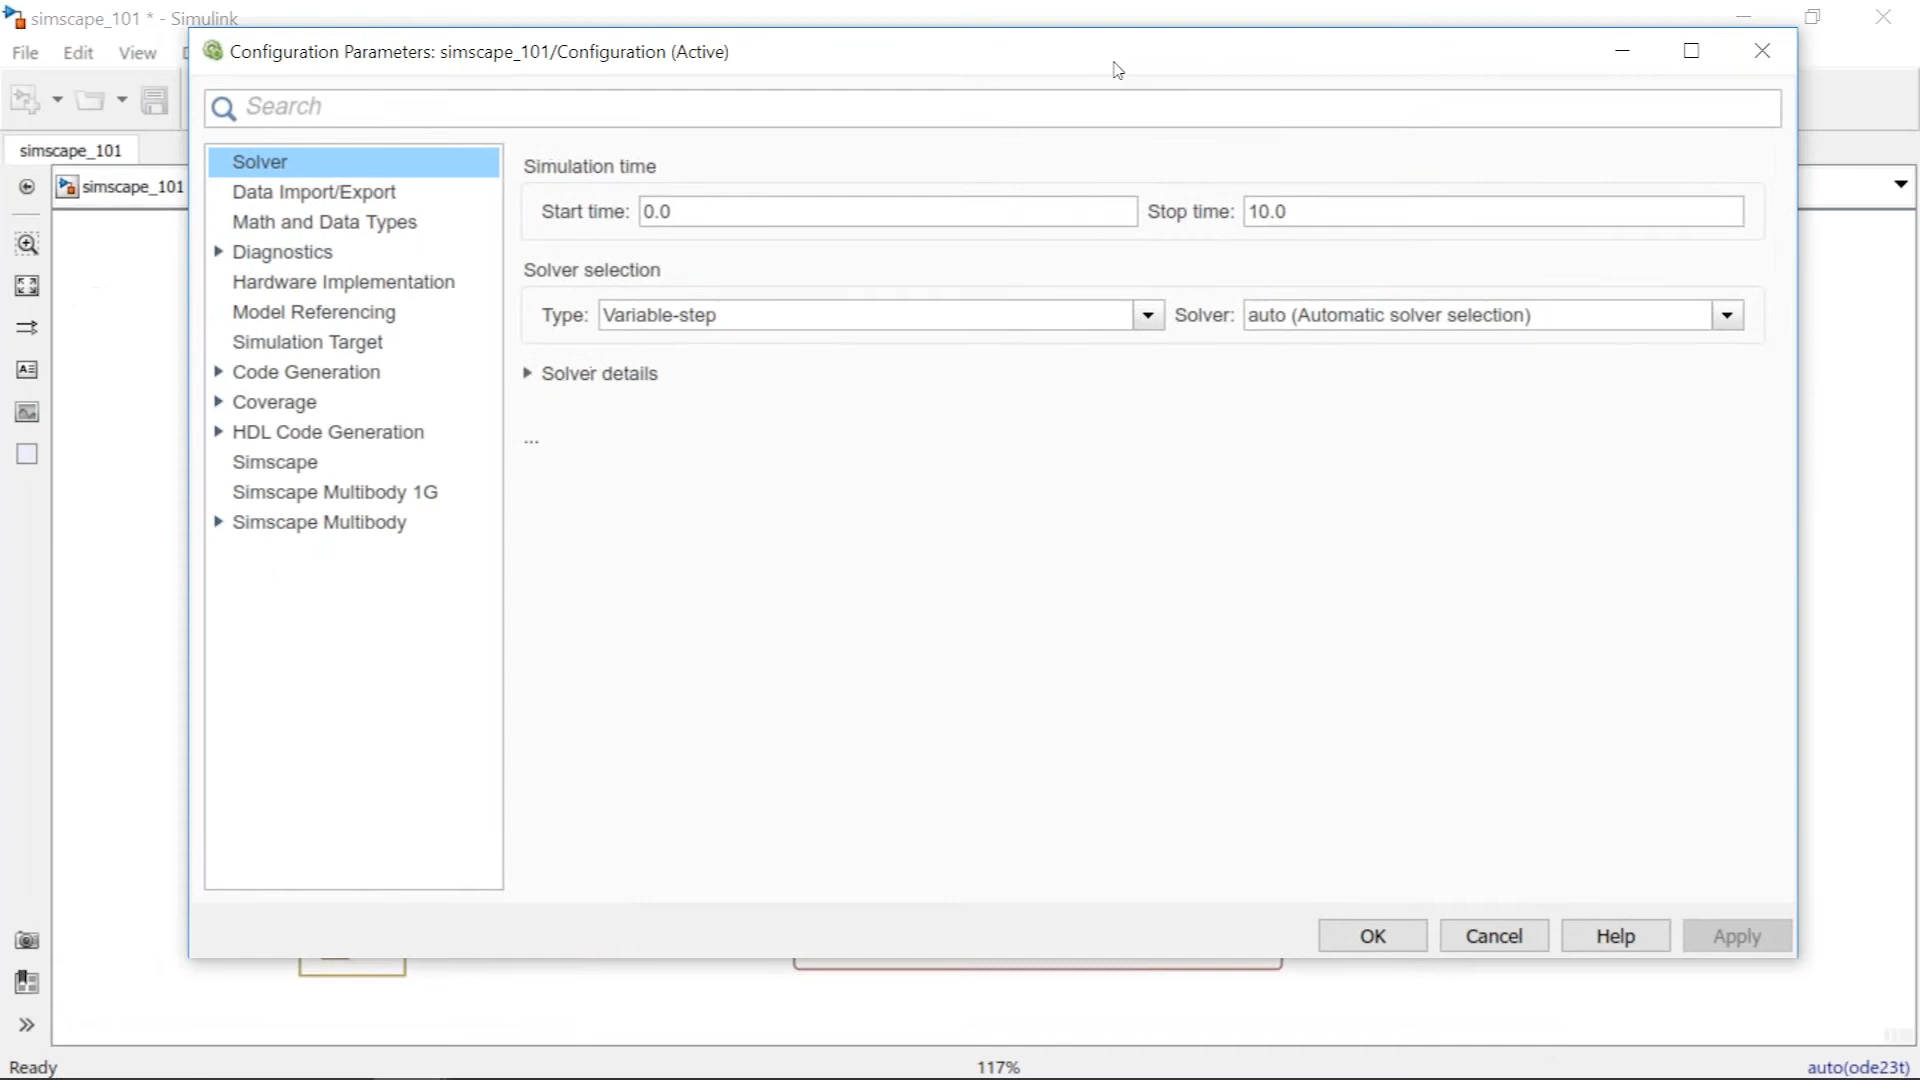 simscape_101 * - Simulink
File Edit View
Configuration Parameters: simscape_101/Configuration (Active)
Search
simscape_101
simscape_101
Solver
Data Import/Export
Math and Data Types
Diagnostics
Hardware Implementation
Model Referencing
Simulation Target
Code Generation
Coverage
HDL Code Generation
Simscape
Simscape Multibody 1G
Simscape Multibody
Simulation time
Start time: 0.0 Stop time: 10.0
Solver selection
Type: Variable-step Solver: auto (Automatic solver selection)
Solver details
...
OK Cancel Help Apply
Ready 117% auto(ode23t)